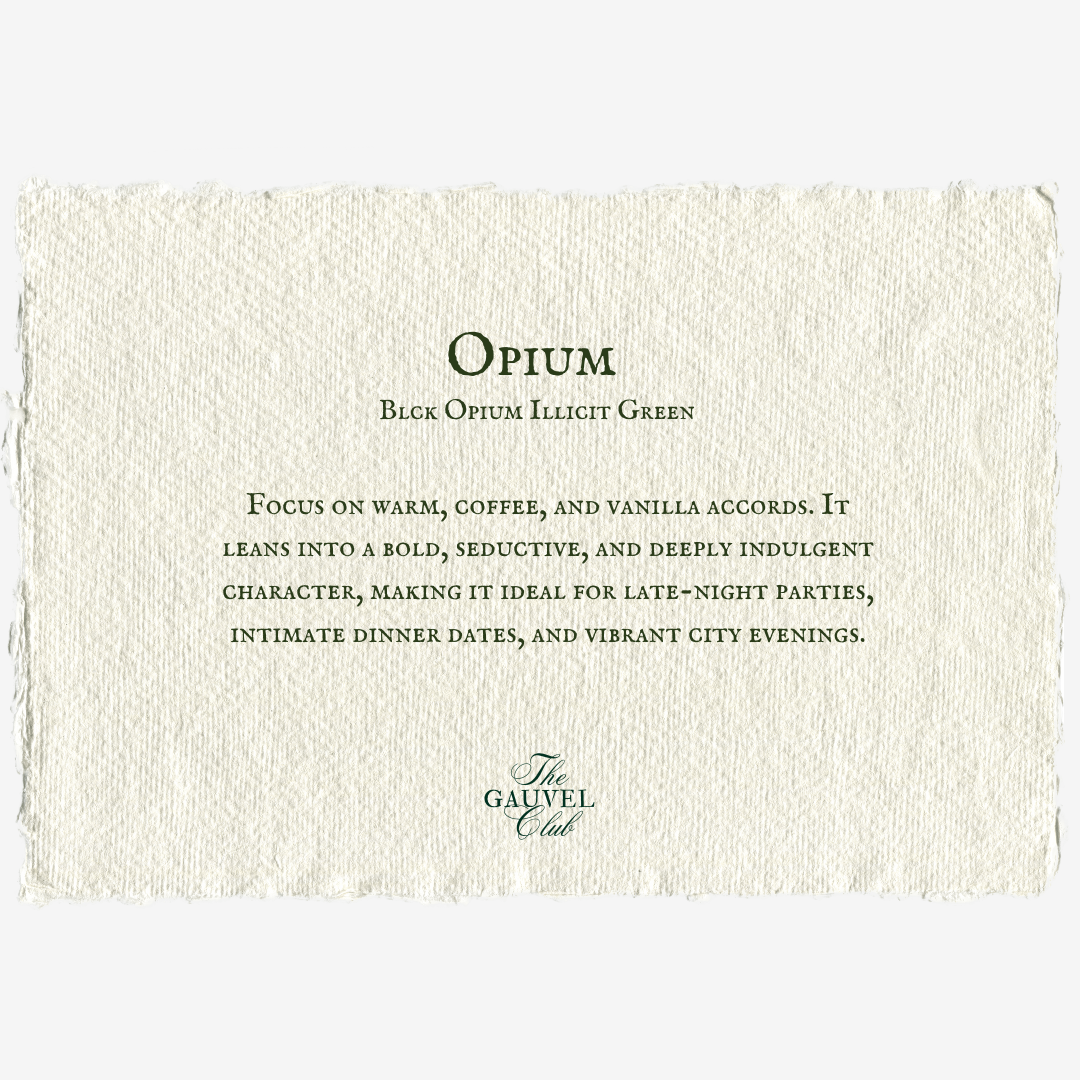 Opium
Blck Opium Illicit Green
Focus on warm, coffee, and vanilla accords. It
leans into a bold, seductive, and deeply indulgent
character, making it ideal for late-night parties,
intimate dinner dates, and vibrant city evenings.
The
GAUVEL
Club